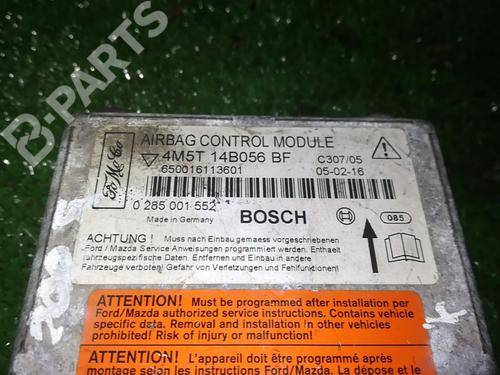 B-PARTS
AIRBAG CONTROL MODULE
4M5T 14B056 BF
C307/05
650016113601
05-02-16
FoMoCo
0 285 001 552
Made in Germany
BOSCH
085
ACHTUNG! Muss nach Einbau gemaess vorgeschriebenen
Ford / Mazda Service Anweisungen programmiert werden. Enthaelt
fahrzeugspezifische Daten. Entfernen und Einbau in andere
Fahrzeuge verboten! Gefahr von Verletzungen und Fehlfunktionen!
ATTENTION! Must be programmed after installation per
Ford/Mazda authorized service instructions. Contains vehicle
specific data. Removal and installation to other vehicles
prohibited! Risk of injury or malfunction!
ATTENTION! L'appareil doit être programmé après
montage selon les instructions Ford/Mazda. La dépose et le